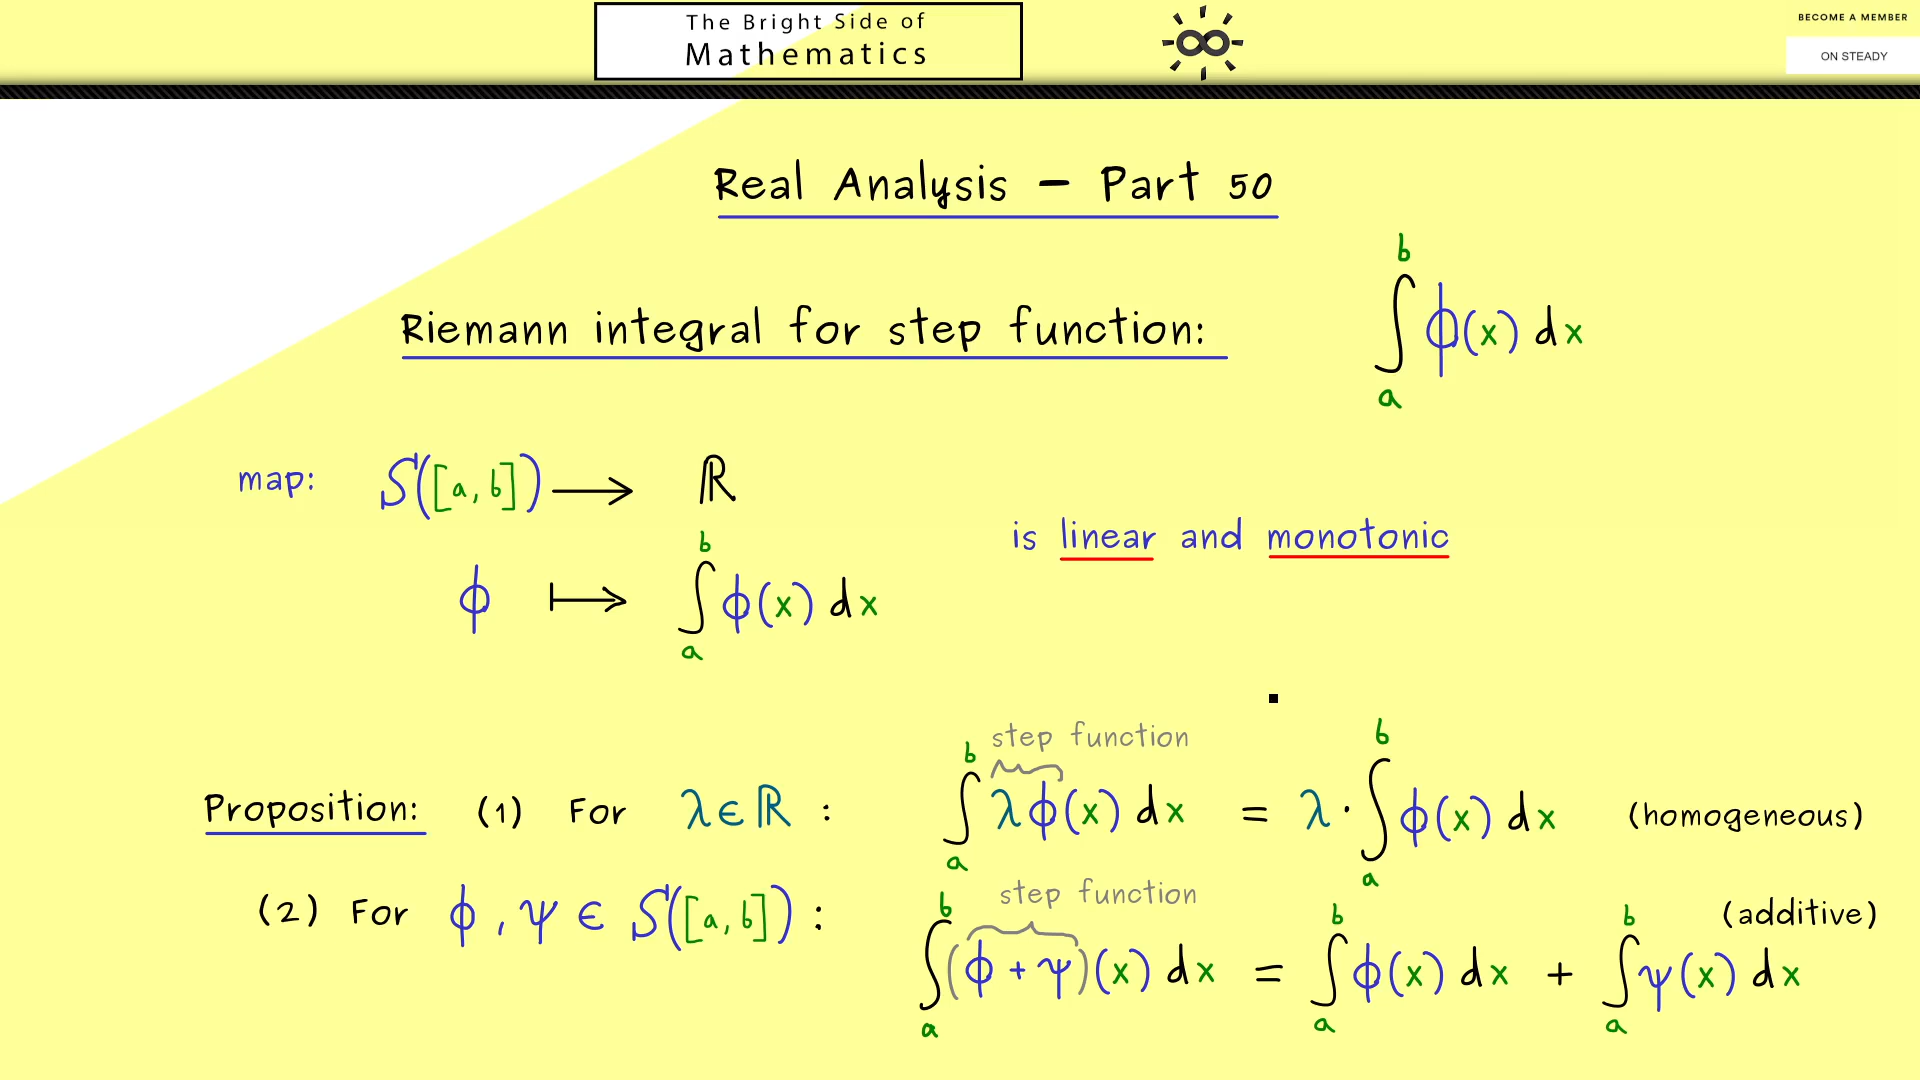 The Bright Side of
Mathematics
BECOME A MEMBER
ON STEADY
Real Analysis – Part 50
Riemann integral for step function: ∫_a^b ϕ(x) dx
map: S([a,b]) ⟶ ℝ
ϕ ⟼ ∫_a^b ϕ(x) dx
is linear and monotonic
step function
Proposition: (1) For λ ∈ ℝ : ∫_a^b λϕ(x) dx = λ · ∫_a^b ϕ(x) dx (homogeneous)
step function
(2) For ϕ, ψ ∈ S([a,b]) : ∫_a^b (ϕ + ψ)(x) dx = ∫_a^b ϕ(x) dx + ∫_a^b ψ(x) dx (additive)